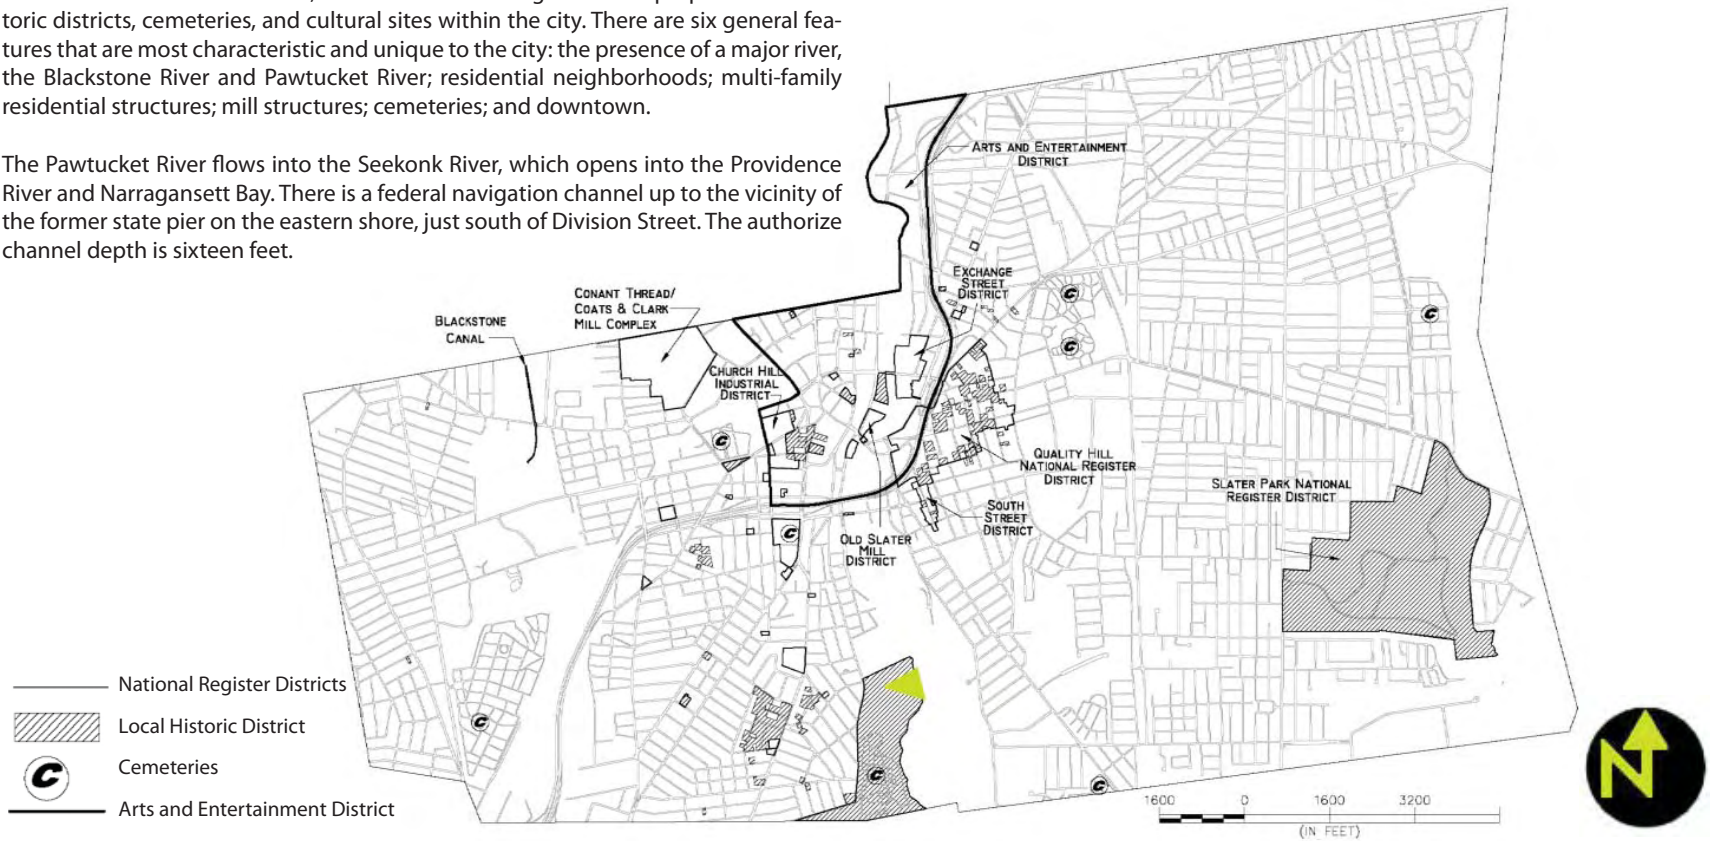 toric districts, cemeteries, and cultural sites within the city. There are six general fea-
tures that are most characteristic and unique to the city: the presence of a major river,
the Blackstone River and Pawtucket River; residential neighborhoods; multi-family
residential structures; mill structures; cemeteries; and downtown.
The Pawtucket River flows into the Seekonk River, which opens into the Providence
River and Narragansett Bay. There is a federal navigation channel up to the vicinity of
the former state pier on the eastern shore, just south of Division Street. The authorize
channel depth is sixteen feet.
ARTS AND ENTERTAINMENT
DISTRICT
EXCHANGE
STREET
DISTRICT
CONANT THREAD/
COATS & CLARK
MILL COMPLEX
BLACKSTONE
CANAL
CHURCH HILL
INDUSTRIAL
DISTRICT
C
C
C
C
QUALITY HILL
NATIONAL REGISTER
DISTRICT
SLATER PARK NATIONAL
REGISTER DISTRICT
SOUTH
STREET
DISTRICT
OLD SLATER
MILL
DISTRICT
C
C
C
C
National Register Districts
Local Historic District
C
Cemeteries
Arts and Entertainment District
1600 0 1600 3200
(IN FEET)
N